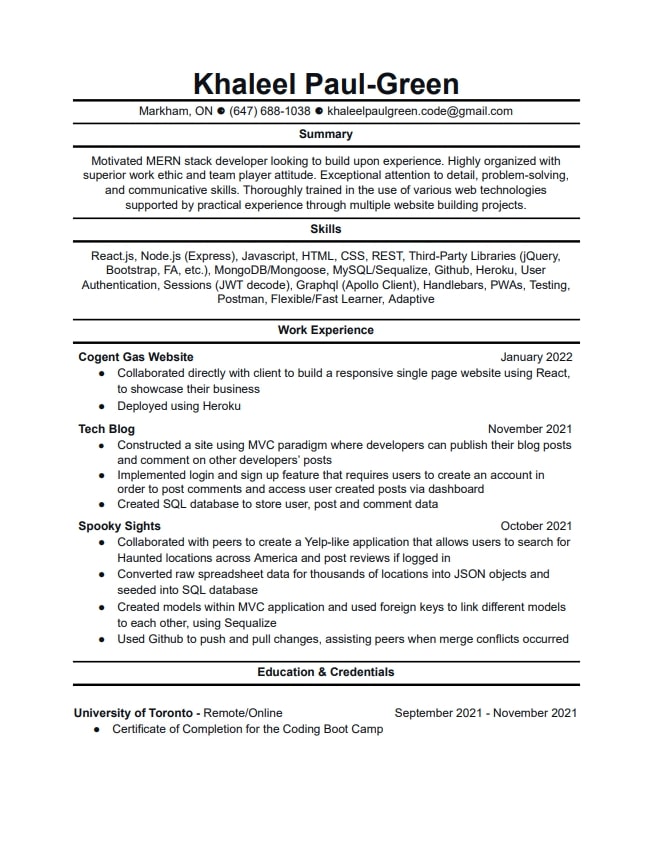 Khaleel Paul-Green
Markham, ON ● (647) 688-1038 ● khaleelpaulgreen.code@gmail.com
Summary
Motivated MERN stack developer looking to build upon experience. Highly organized with
superior work ethic and team player attitude. Exceptional attention to detail, problem-solving,
and communicative skills. Thoroughly trained in the use of various web technologies
supported by practical experience through multiple website building projects.
Skills
React.js, Node.js (Express), Javascript, HTML, CSS, REST, Third-Party Libraries (jQuery,
Bootstrap, FA, etc.), MongoDB/Mongoose, MySQL/Sequalize, Github, Heroku, User
Authentication, Sessions (JWT decode), Graphql (Apollo Client), Handlebars, PWAs, Testing,
Postman, Flexible/Fast Learner, Adaptive
Work Experience
Cogent Gas Website January 2022
● Collaborated directly with client to build a responsive single page website using React,
to showcase their business
● Deployed using Heroku
Tech Blog November 2021
● Constructed a site using MVC paradigm where developers can publish their blog posts
and comment on other developers' posts
● Implemented login and sign up feature that requires users to create an account in
order to post comments and access user created posts via dashboard
● Created SQL database to store user, post and comment data
Spooky Sights October 2021
● Collaborated with peers to create a Yelp-like application that allows users to search for
Haunted locations across America and post reviews if logged in
● Converted raw spreadsheet data for thousands of locations into JSON objects and
seeded into SQL database
● Created models within MVC application and used foreign keys to link different models
to each other, using Sequalize
● Used Github to push and pull changes, assisting peers when merge conflicts occurred
Education & Credentials
University of Toronto - Remote/Online September 2021 - November 2021
● Certificate of Completion for the Coding Boot Camp